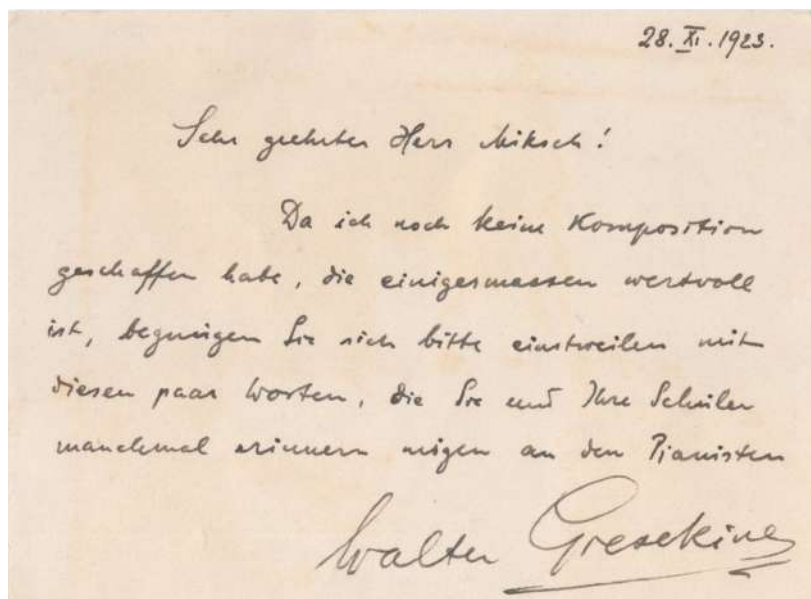 28. XI. 1923.
Sehr geehrter Herr Miksch!
Da ich noch keine Komposition
geschaffen habe, die einigermassen wertvoll
ist, begnügen Sie sich bitte einstweilen mit
diesen paar Worten, die Sie und Ihre Schüler
manchmal erinnern mögen an den Pianisten
Walter Gieseking